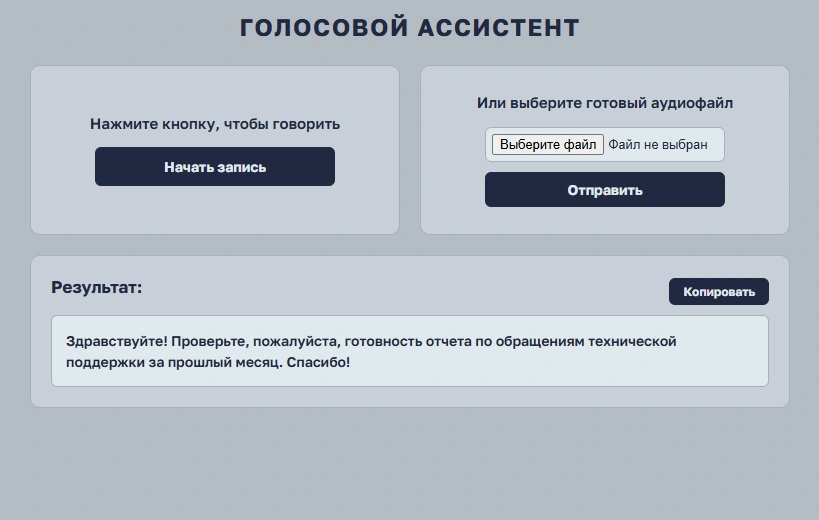 ГОЛОСОВОЙ АССИСТЕНТ
Нажмите кнопку, чтобы говорить
Начать запись
Или выберите готовый аудиофайл
Выберите файл Файл не выбран
Отправить
Результат:
Копировать
Здравствуйте! Проверьте, пожалуйста, готовность отчета по обращениям технической
поддержки за прошлый месяц. Спасибо!